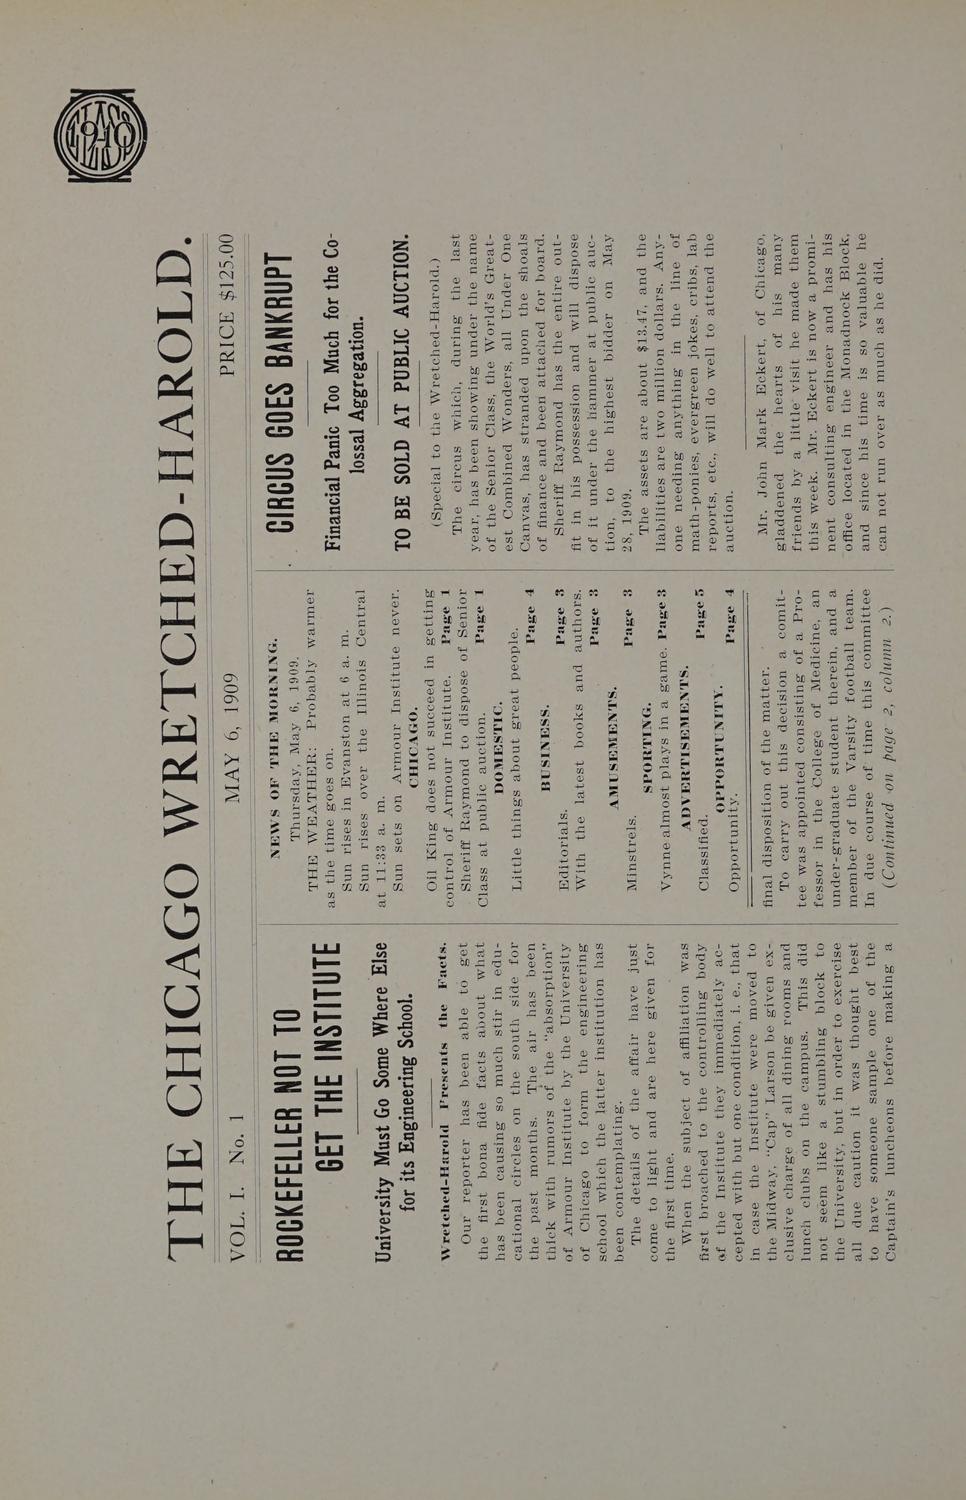 THE CHICAGO WRETCHED-HAROLD.
VOL. I. No. 1
MAY 6, 1909
PRICE $125.00
ROCKEFELLER NOT TO
GET THE INSTITUTE
University Must Go Some Where Else
for its Engineering School.
Wretched-Harold Presents the Facts.
Our reporter has been able to get
the first bona fide facts about what
has been causing so much stir in edu-
cational circles on the south side for
the past months. The air has been
thick with rumors of the "absorption"
of Armour Institute by the University
of Chicago to form the engineering
school which the latter institution has
been contemplating.
The details of the affair have just
come to light and are here given for
the first time.
When the subject of affiliation was
first broached to the controlling body
of the Institute they immediately ac-
cepted with but one condition, i. e., that
in case the Institute were moved to
the Midway, "Ged" Larson be given ex-
clusive charge of all tuning rooms and
lunch clubs on the campus. This did
not seem like a stunning blow to
the University, but in order to exercise
all due caution it was thought best
to have someone sample one of the
Captain's luncheons before making a
NEWS OF THE MORNING.
Thursday, May 6, 1909.
THE WEATHER: Probably warmer
as the time goes on.
Sun rises in Evanston at 6 a. m.
Sun rises over the Illinois Central
at 11:33 a. m.
Sun sets on Armour Institute never.
CHICAGO.
Oil King does not succeed in getting
control of Armour Institute. Page 1
Sheriff Raymond to dispose of Senior
Class at public auction. Page 1
DOMESTIC.
Little things about great people.
Page 4
BUSINESS.
Editorials. Page 3
With the latest books and authors.
Page 3
AMUSEMENTS.
Minstrels. Page 3
SPORTING.
Annual snowjob plays in a game. Page 3
ADVERTISEMENTS.
Classified. Page 5
OPPORTUNITY.
Opportunity. Page 4
final disposition of the matter.
To carry out this decision a commit-
tee was appointed consisting of a Pro-
fessor in the College of Medicine, an
under-graduate student therein, and a
member of the Varsity football team.
In due course of time this committee
(Continued on page 2, column 2)
CIRCUS GOES BANKRUPT
Financial Panic Too Much for the Co-
lossal Aggregation.
TO BE SOLD AT PUBLIC AUCTION.
(Special to the Wretched-Harold.)
The circus which, during the last
year, has been showing under the name
of the Senior Class, the World's Great-
est Combined Wonders, all Under One
Canvas, has stranded upon the shoals
of finance and been attached for board.
Sheriff Raymond has the entire out-
fit in his possession and will dispose
of it under the hammer at public auc-
tion, to the highest bidder on May
28, 1909.
The assets are about $13.47, and the
liabilities are two million dollars. Any-
one needing anything in the line of
mud-ponies, evergreen jokes, cribs, dey
reports, etc., will do well to attend the
auction.
Mr. John Mark Eckert, of Chicago,
gladdened the hearts of his many
friends by a little visit he made them
this week. Mr. Eckert is now a promi-
nent consulting engineer and has his
office located in the Monounock Block,
and since his time is so valuable he
can not run over as much as he did.